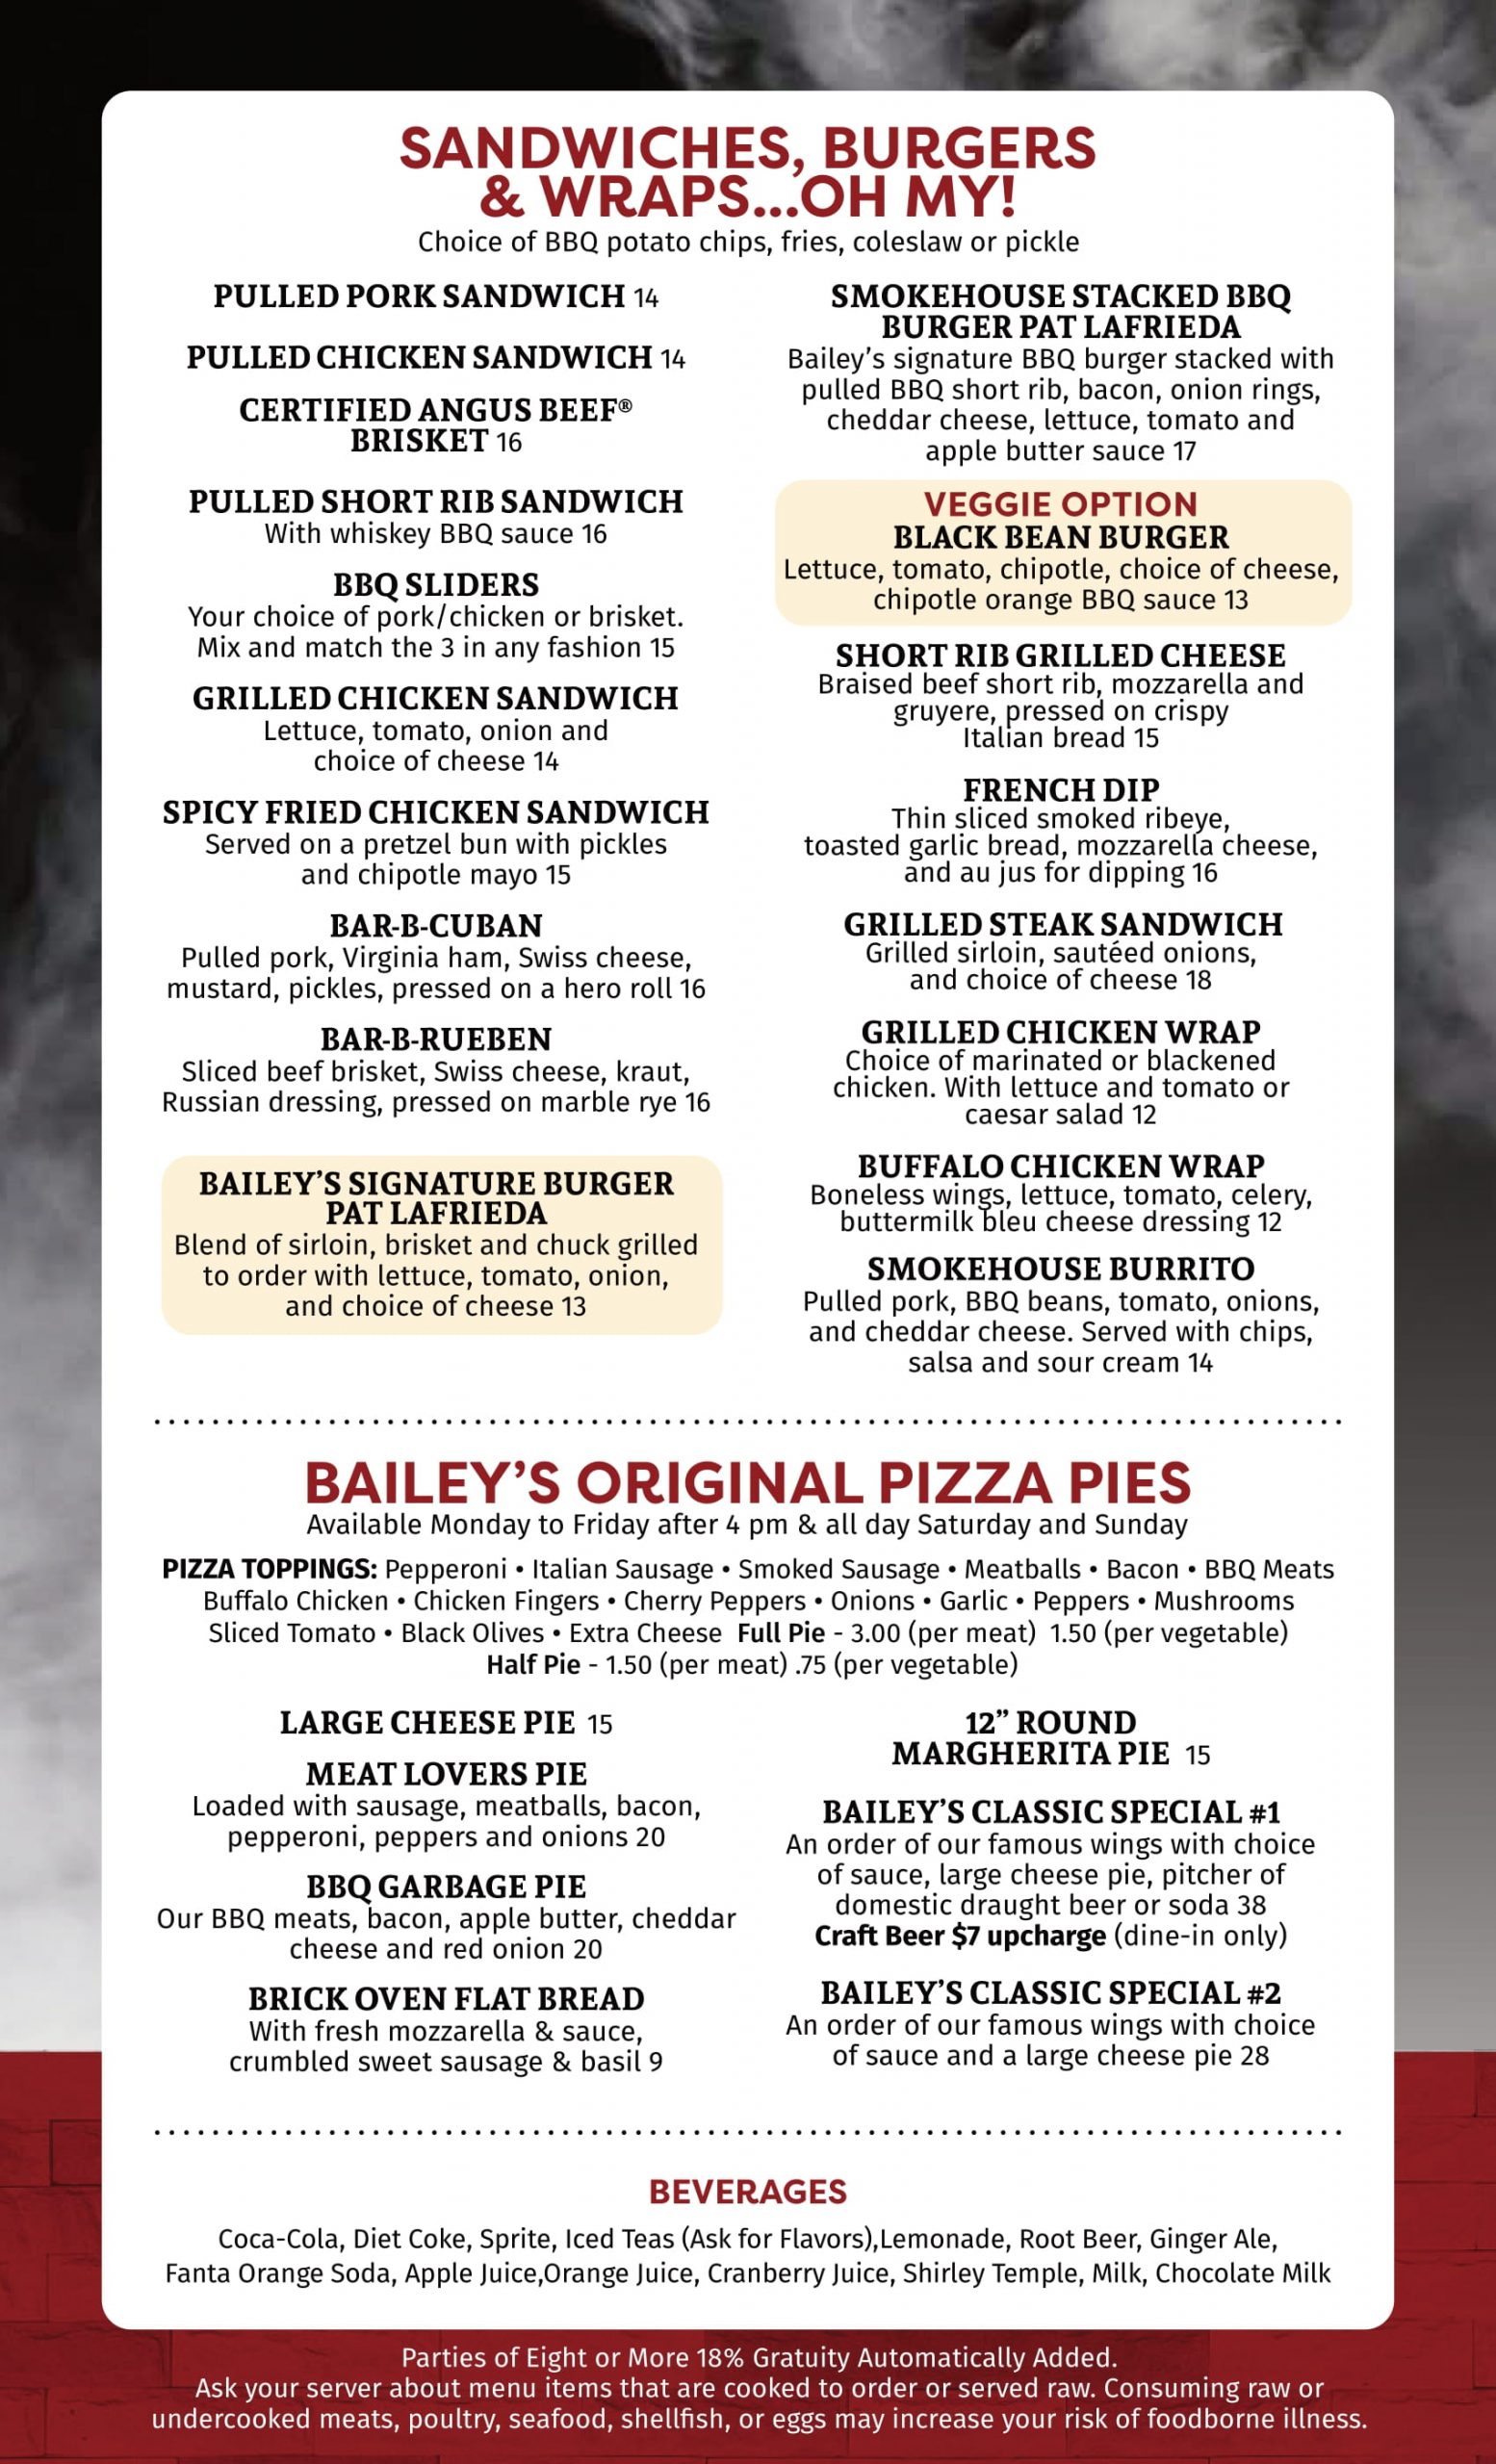 SANDWICHES, BURGERS
& WRAPS...OH MY!
Choice of BBQ potato chips, fries, coleslaw or pickle
PULLED PORK SANDWICH 14
PULLED CHICKEN SANDWICH 14
CERTIFIED ANGUS BEEF®
BRISKET 16
PULLED SHORT RIB SANDWICH
With whiskey BBQ sauce 16
BBQ SLIDERS
Your choice of pork/chicken or brisket.
Mix and match the 3 in any fashion 15
GRILLED CHICKEN SANDWICH
Lettuce, tomato, onion and
choice of cheese 14
SPICY FRIED CHICKEN SANDWICH
Served on a pretzel bun with pickles
and chipotle mayo 15
BAR-B-CUBAN
Pulled pork, Virginia ham, Swiss cheese,
mustard, pickles, pressed on a hero roll 16
BAR-B-RUEBEN
Sliced beef brisket, Swiss cheese, kraut,
Russian dressing, pressed on marble rye 16
BAILEY'S SIGNATURE BURGER
PAT LAFRIEDA
Blend of sirloin, brisket and chuck grilled
to order with lettuce, tomato, onion,
and choice of cheese 13
SMOKEHOUSE STACKED BBQ
BURGER PAT LAFRIEDA
Bailey's signature BBQ burger stacked with
pulled BBQ short rib, bacon, onion rings,
cheddar cheese, lettuce, tomato and
apple butter sauce 17
VEGGIE OPTION
BLACK BEAN BURGER
Lettuce, tomato, chipotle, choice of cheese,
chipotle orange BBQ sauce 13
SHORT RIB GRILLED CHEESE
Braised beef short rib, mozzarella and
gruyere, pressed on crispy
Italian bread 15
FRENCH DIP
Thin sliced smoked ribeye,
toasted garlic bread, mozzarella cheese,
and au jus for dipping 16
GRILLED STEAK SANDWICH
Grilled sirloin, sautéed onions,
and choice of cheese 18
GRILLED CHICKEN WRAP
Choice of marinated or blackened
chicken. With lettuce and tomato or
caesar salad 12
BUFFALO CHICKEN WRAP
Boneless wings, lettuce, tomato, celery,
buttermilk bleu cheese dressing 12
SMOKEHOUSE BURRITO
Pulled pork, BBQ beans, tomato, onions,
and cheddar cheese. Served with chips,
salsa and sour cream 14
BAILEY'S ORIGINAL PIZZA PIES
Available Monday to Friday after 4 pm & all day Saturday and Sunday
PIZZA TOPPINGS: Pepperoni • Italian Sausage • Smoked Sausage • Meatballs • Bacon • BBQ Meats
Buffalo Chicken • Chicken Fingers • Cherry Peppers • Onions • Garlic • Peppers • Mushrooms
Sliced Tomato • Black Olives • Extra Cheese Full Pie - 3.00 (per meat) 1.50 (per vegetable)
Half Pie - 1.50 (per meat) .75 (per vegetable)
LARGE CHEESE PIE 15
MEAT LOVERS PIE
Loaded with sausage, meatballs, bacon,
pepperoni, peppers and onions 20
BBQ GARBAGE PIE
Our BBQ meats, bacon, apple butter, cheddar
cheese and red onion 20
BRICK OVEN FLAT BREAD
With fresh mozzarella & sauce,
crumbled sweet sausage & basil 9
12” ROUND
MARGHERITA PIE 15
BAILEY'S CLASSIC SPECIAL #1
An order of our famous wings with choice
of sauce, large cheese pie, pitcher of
domestic draught beer or soda 38
Craft Beer $7 upcharge (dine-in only)
BAILEY'S CLASSIC SPECIAL #2
An order of our famous wings with choice
of sauce and a large cheese pie 28
BEVERAGES
Coca-Cola, Diet Coke, Sprite, Iced Teas (Ask for Flavors),Lemonade, Root Beer, Ginger Ale,
Fanta Orange Soda, Apple Juice,Orange Juice, Cranberry Juice, Shirley Temple, Milk, Chocolate Milk
Parties of Eight or More 18% Gratuity Automatically Added.
Ask your server about menu items that are cooked to order or served raw. Consuming raw or
undercooked meats, poultry, seafood, shellfish, or eggs may increase your risk of foodborne illness.